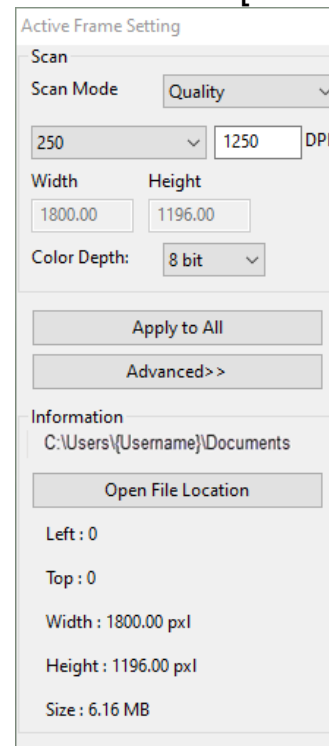 Active Frame Setting
Scan
Scan Mode Quality
250 1250 DPI
Width Height
1800.00 1196.00
Color Depth: 8 bit
Apply to All
Advanced>>
Information
C:\Users\{Username}\Documents
Open File Location
Left : 0
Top : 0
Width : 1800.00 pxl
Height : 1196.00 pxl
Size : 6.16 MB